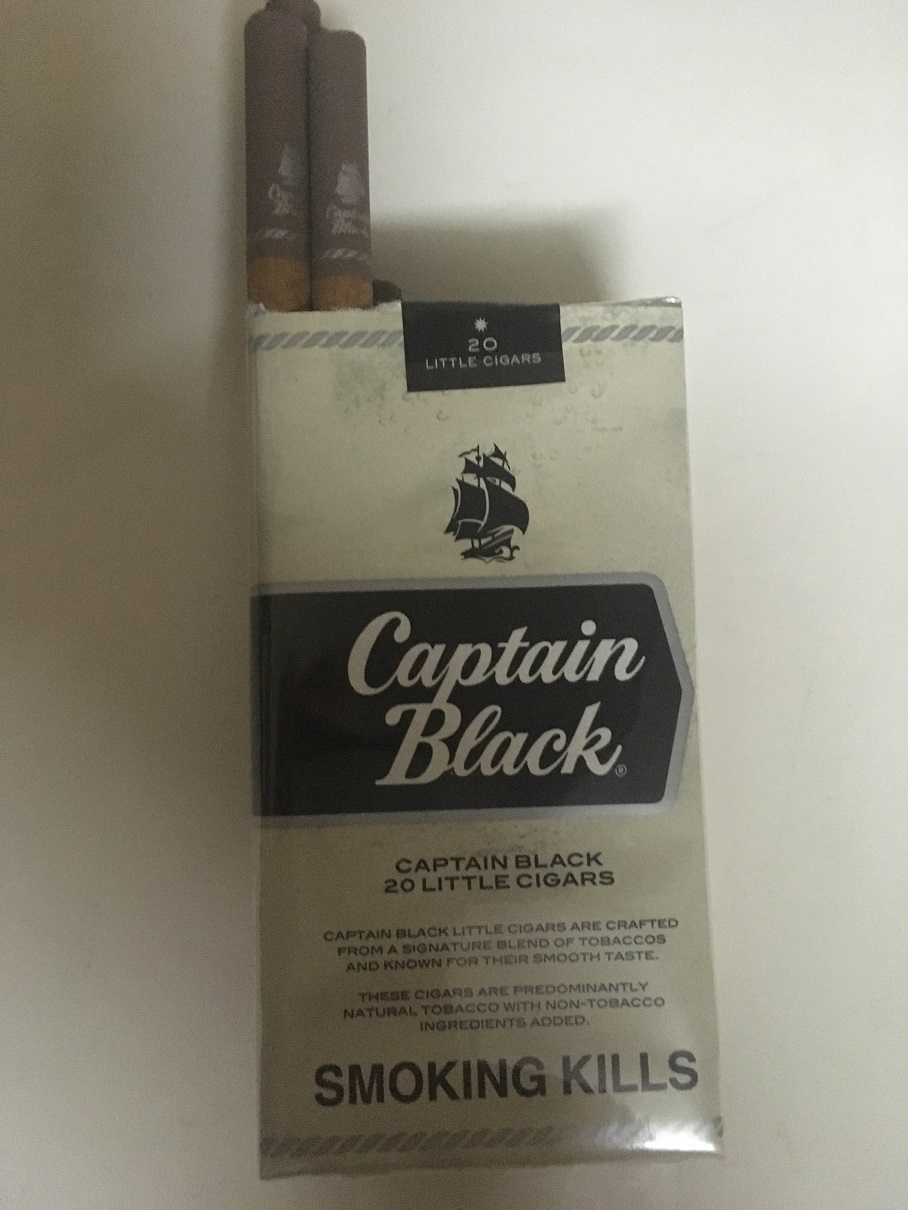 Captain
Black
20
LITTLE CIGARS
Captain
Black®
CAPTAIN BLACK
20 LITTLE CIGARS
CAPTAIN BLACK LITTLE CIGARS ARE CRAFTED
FROM A SIGNATURE BLEND OF TOBACCOS
AND KNOWN FOR THEIR SMOOTH TASTE.
THESE CIGARS ARE PREDOMINANTLY
NATURAL TOBACCO WITH NON-TOBACCO
INGREDIENTS ADDED.
SMOKING KILLS